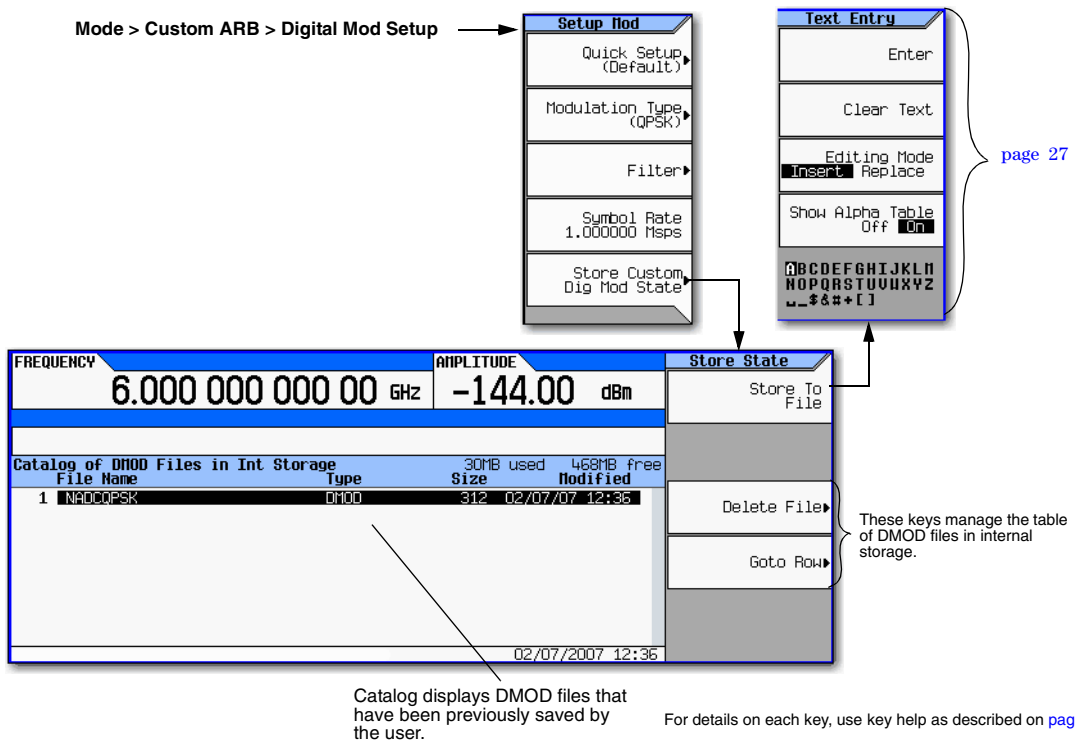 Mode > Custom ARB > Digital Mod Setup
Setup Mod
Quick Setup
(Default)
Modulation Type
(QPSK)
Filter
Symbol Rate
1.000000 Msps
Store Custom
Dig Mod State
Text Entry
Enter
Clear Text
Editing Mode
Insert Replace
Show Alpha Table
Off On
ABCDEFGHIJKLM
NOPQRSTUVWXYZ
␣_$&#+[]
page 27
FREQUENCY
6.000 000 000 00 GHz
AMPLITUDE
-144.00 dBm
Catalog of DMOD Files in Int Storage 30MB used 468MB free
File Name Type Size Modified
1 NADCQPSK DMOD 312 02/07/07 12:36
02/07/2007 12:36
Store State
Store To
File
Delete File
Goto Row
These keys manage the table
of DMOD files in internal
storage.
Catalog displays DMOD files that
have been previously saved by
the user.
For details on each key, use key help as described on pag